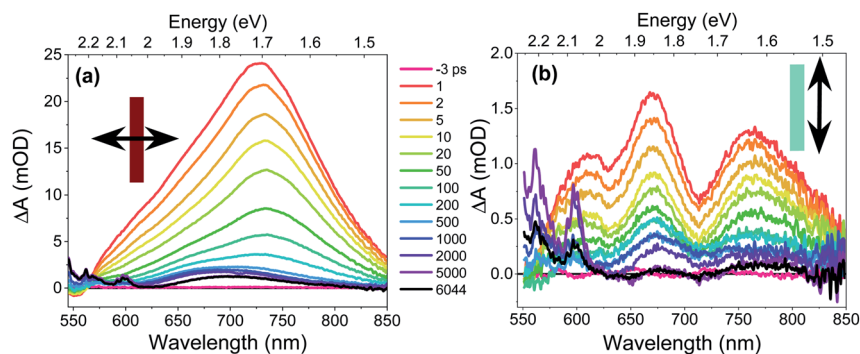 Energy (eV)
2.2 2.1 2 1.9 1.8 1.7 1.6 1.5
(a)
ΔA (mOD)
25
20
15
10
5
0
550 600 650 700 750 800 850
Wavelength (nm)
-3 ps
1
2
5
10
20
50
100
200
500
1000
2000
5000
6044
Energy (eV)
2.2 2.1 2 1.9 1.8 1.7 1.6 1.5
(b)
ΔA (mOD)
2.0
1.5
1.0
0.5
0.0
550 600 650 700 750 800 850
Wavelength (nm)